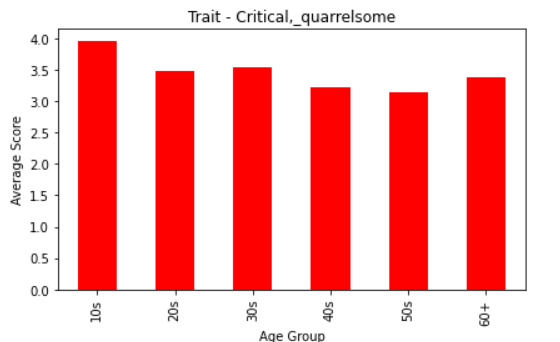 Trait - Critical,_quarrelsome
4.0
3.5
3.0
2.5
2.0
1.5
1.0
0.5
0.0
Average Score
10s
20s
30s
40s
50s
60+
Age Group